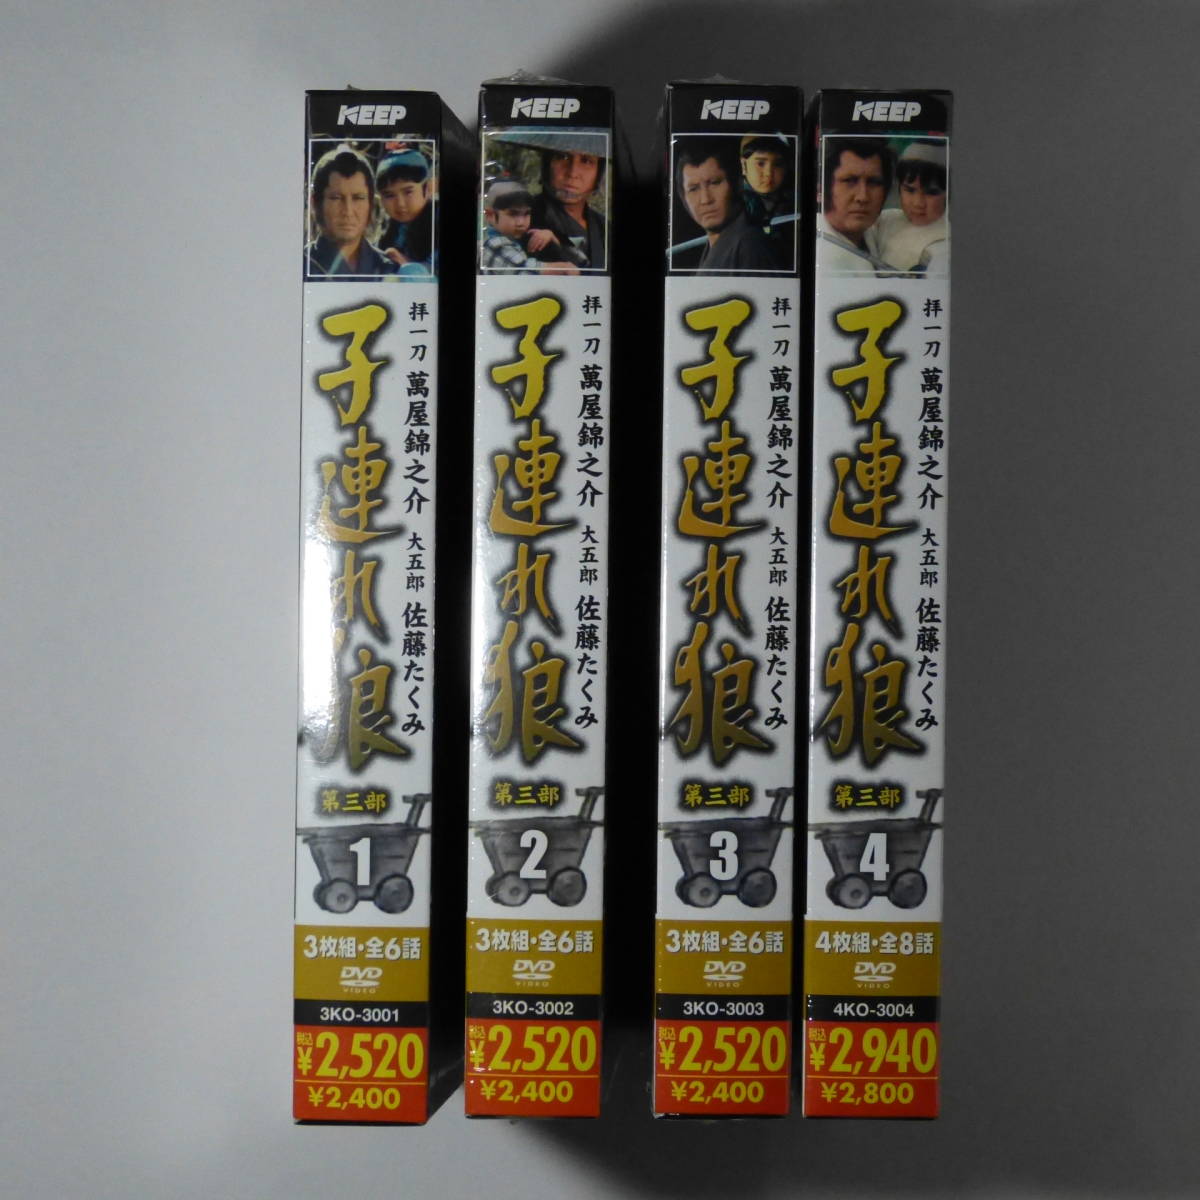 KEEP
拝一刀 萬屋錦之介 大五郎 佐藤たくみ
子連れ狼
第三部
1
3枚組・全6話
DVD
VIDEO
3KO-3001
税込
¥2,520
¥2,400
KEEP
拝一刀 萬屋錦之介 大五郎 佐藤たくみ
子連れ狼
第三部
2
3枚組・全6話
DVD
VIDEO
3KO-3002
税込
¥2,520
¥2,400
KEEP
拝一刀 萬屋錦之介 大五郎 佐藤たくみ
子連れ狼
第三部
3
3枚組・全6話
DVD
VIDEO
3KO-3003
税込
¥2,520
¥2,400
KEEP
拝一刀 萬屋錦之介 大五郎 佐藤たくみ
子連れ狼
第三部
4
4枚組・全8話
DVD
VIDEO
4KO-3004
税込
¥2,940
¥2,800